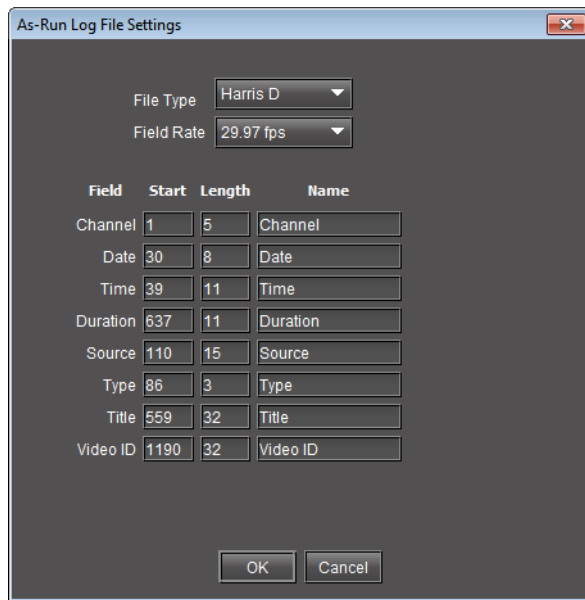 As-Run Log File Settings
File Type Harris D
Field Rate 29.97 fps
Field Start Length Name
Channel 1 5 Channel
Date 30 8 Date
Time 39 11 Time
Duration 637 11 Duration
Source 110 15 Source
Type 86 3 Type
Title 559 32 Title
Video ID 1190 32 Video ID
OK Cancel